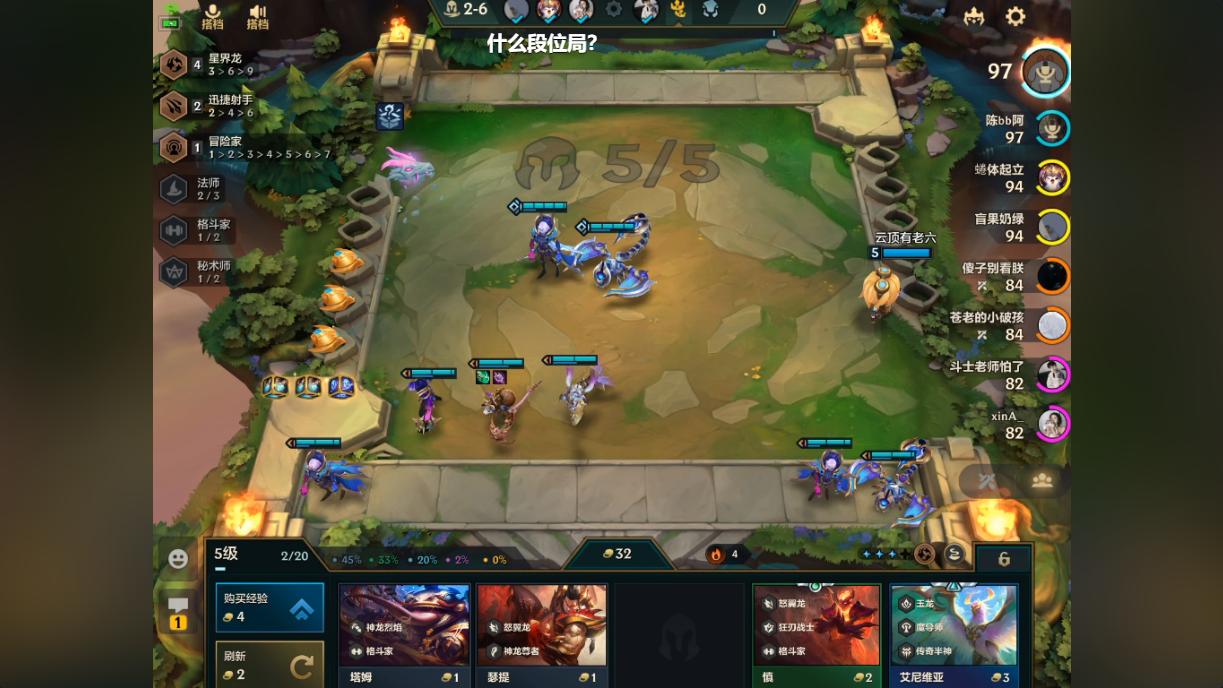 搭档
搭档
2-6
0
什么段位局?
4 星界龙
3 > 6 > 9
2 迅捷射手
2 > 4 > 6
1 冒险家
1 > 2 > 3 > 4 > 5 > 6 > 7
法师
2 / 3
格斗家
1 / 2
秘术师
1 / 2
5/5
97
陈bb阿
97
蜷体起立
94
盲果奶绿
94
云顶有老六
5
傻子别看朕
84
苍老的小破孩
84
斗士老师怕了
82
xinA_
82
5级
2/20
45%
33%
20%
2%
0%
32
4
6
1
购买经验
4
刷新
2
神龙烈焰
格斗家
塔姆
1
怒翼龙
神龙尊者
瑟提
1
怒翼龙
狂刃战士
格斗家
慎
2
玉龙
魔导师
传奇半神
艾尼维亚
3